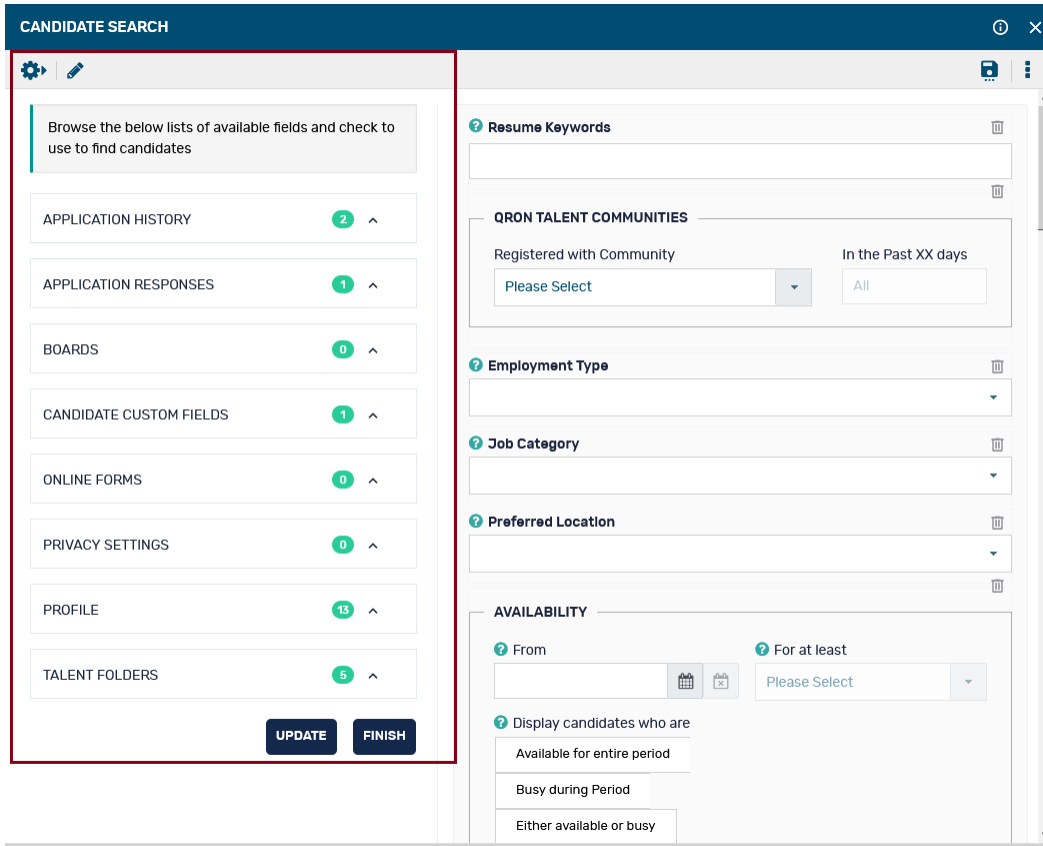 CANDIDATE SEARCH
Browse the below lists of available fields and check to
use to find candidates
APPLICATION HISTORY 2
APPLICATION RESPONSES 1
BOARDS 0
CANDIDATE CUSTOM FIELDS 1
ONLINE FORMS 0
PRIVACY SETTINGS 0
PROFILE 13
TALENT FOLDERS 5
UPDATE FINISH
? Resume Keywords
QRON TALENT COMMUNITIES
Registered with Community In the Past XX days
Please Select All
? Employment Type
? Job Category
? Preferred Location
AVAILABILITY
? From ? For at least
Please Select
? Display candidates who are
Available for entire period
Busy during Period
Either available or busy